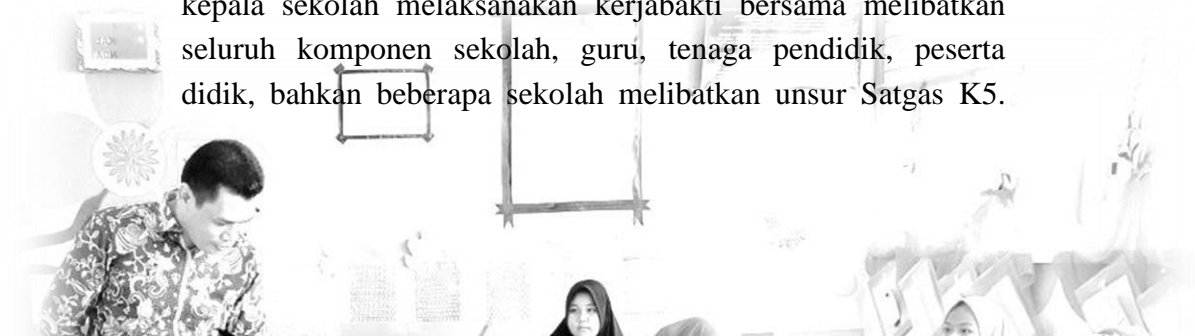 kepala sekolah melaksanakan kerjabakti bersama melibatkan
seluruh komponen sekolah, guru, tenaga pendidik, peserta
didik, bahkan beberapa sekolah melibatkan unsur Satgas K5.